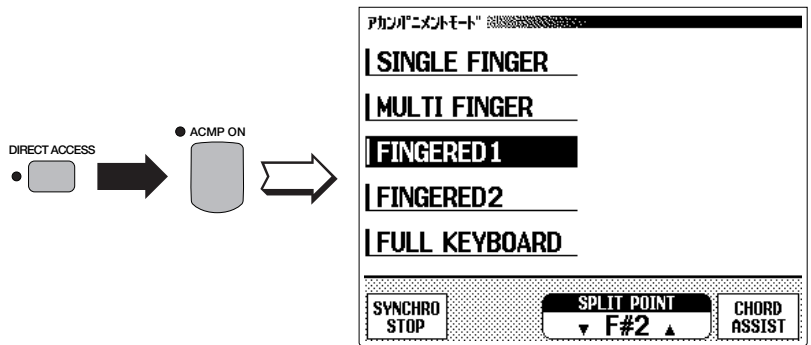 DIRECT ACCESS
ACMP ON
ｱｶﾝﾊﾟﾆﾒﾝﾄﾓｰﾄﾞ
SINGLE FINGER
MULTI FINGER
FINGERED1
FINGERED2
FULL KEYBOARD
SYNCHRO
STOP
SPLIT POINT
▼ F#2 ▲
CHORD
ASSIST